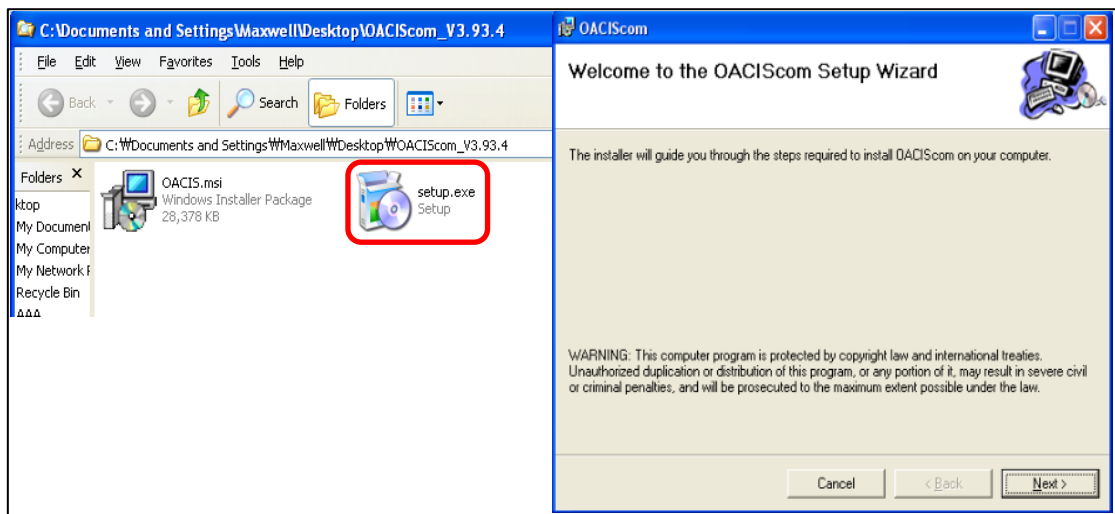 C:\Documents and Settings\Maxwell\Desktop\OACIScom_V3.93.4
File Edit View Favorites Tools Help
Back Search Folders
Address C:₩Documents and Settings₩Maxwell₩Desktop₩OACIScom_V3.93.4
Folders X
ktop
My Document
My Computer
My Network
Recycle Bin
AAA
OACIS.msi
Windows Installer Package
28,378 KB
setup.exe
Setup
OACIScom
Welcome to the OACIScom Setup Wizard
The installer will guide you through the steps required to install OACIScom on your computer.
WARNING: This computer program is protected by copyright law and international treaties.
Unauthorized duplication or distribution of this program, or any portion of it, may result in severe civil
or criminal penalties, and will be prosecuted to the maximum extent possible under the law.
Cancel < Back Next >